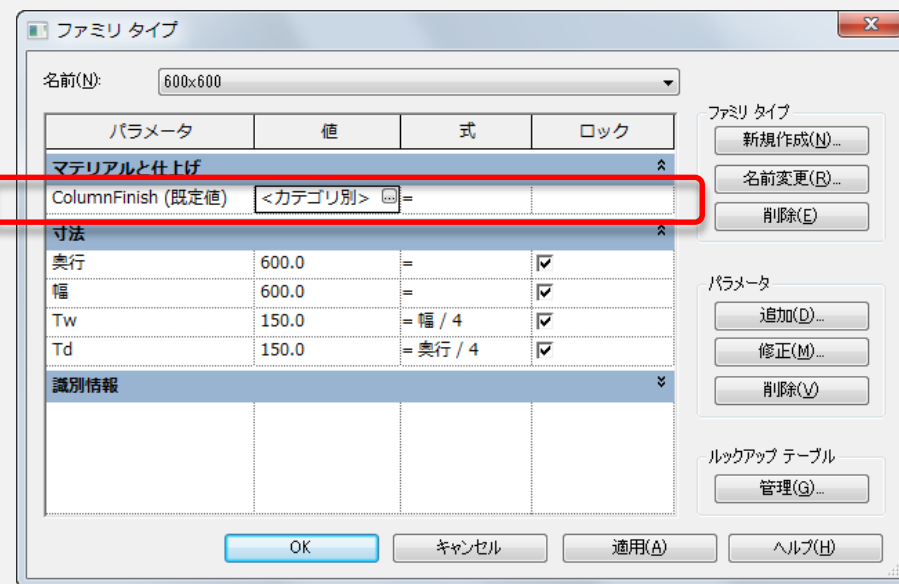 ファミリ タイプ
名前(N): 600x600
パラメータ 値 式 ロック
マテリアルと仕上げ
ColumnFinish (既定値) <カテゴリ別> ... =
寸法
奥行 600.0 =
幅 600.0 =
Tw 150.0 = 幅 / 4
Td 150.0 = 奥行 / 4
識別情報
ファミリ タイプ
新規作成(N)...
名前変更(R)...
削除(E)
パラメータ
追加(D)...
修正(M)...
削除(V)
ルックアップ テーブル
管理(G)...
OK キャンセル 適用(A) ヘルプ(H)